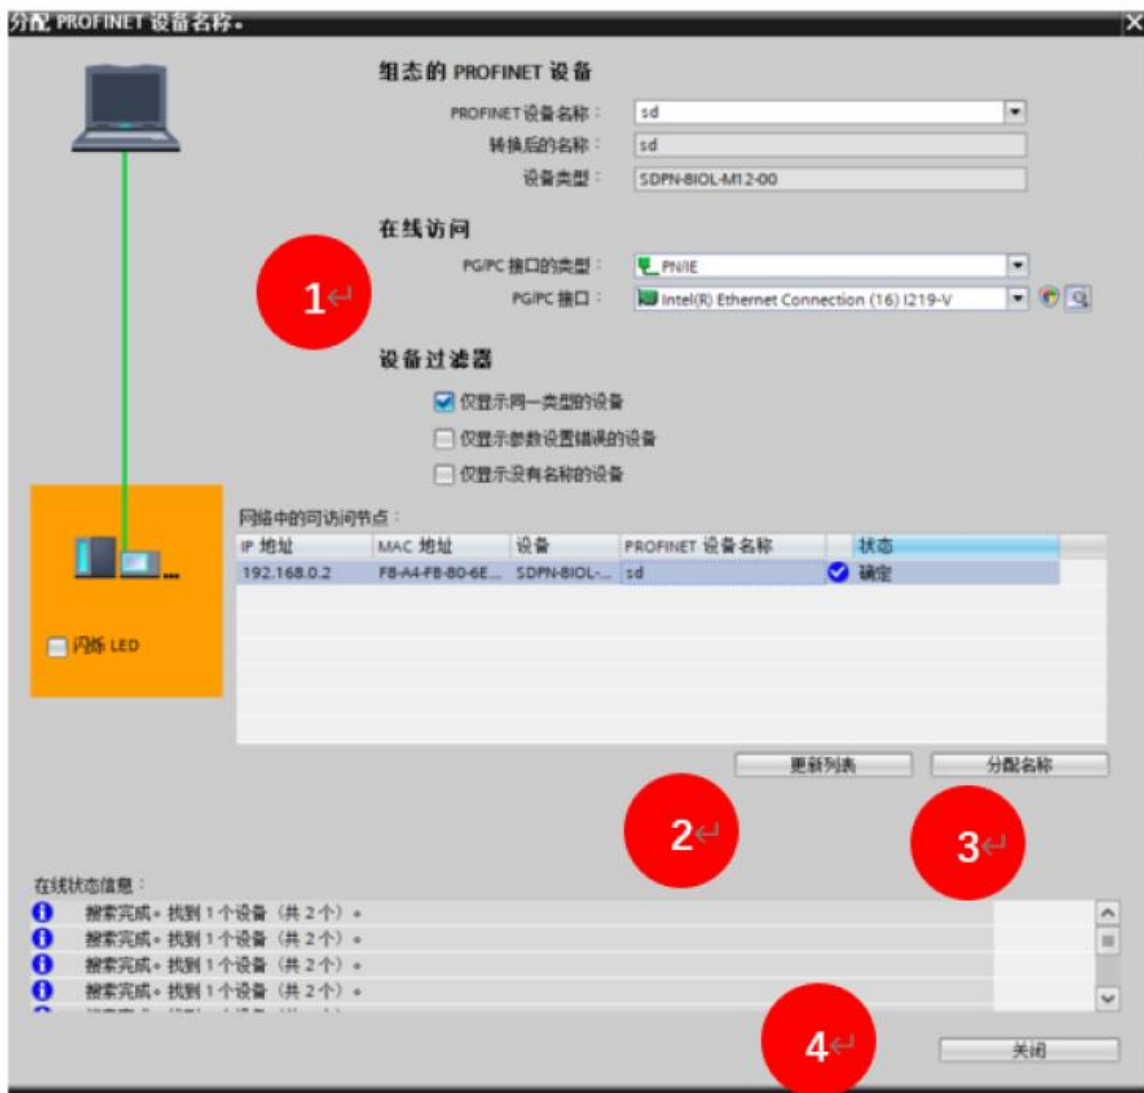 分配 PROFINET 设备名称。
组态的 PROFINET 设备
PROFINET设备名称： sd
转换后的名称： sd
设备类型： SDPN-8IOL-M12-00
在线访问
PG/PC 接口的类型： PN/IE
1
PG/PC 接口： Intel(R) Ethernet Connection (16) I219-V
设备过滤器
仅显示同一类型的设备
仅显示参数设置错误的设备
仅显示没有名称的设备
网络中的可访问节点：
IP 地址 MAC 地址 设备 PROFINET 设备名称 状态
192.168.0.2 F8-A4-FB-80-6E... SDPN-8IOL-... sd 确定
闪烁 LED
更新列表 分配名称
2 3
在线状态信息：
搜索完成。找到 1 个设备（共 2 个）。
搜索完成。找到 1 个设备（共 2 个）。
搜索完成。找到 1 个设备（共 2 个）。
搜索完成。找到 1 个设备（共 2 个）。
4 关闭